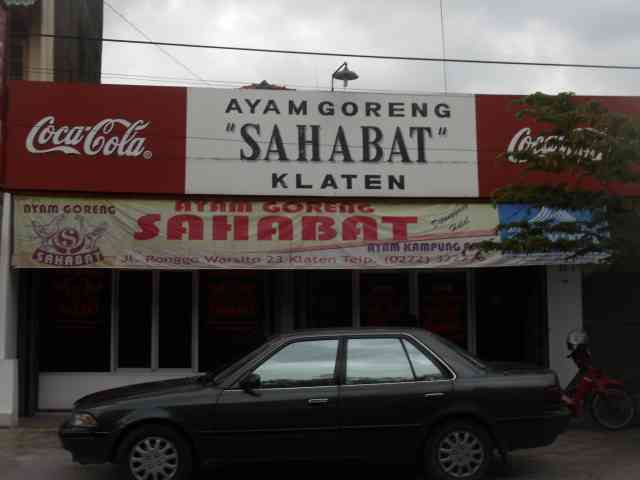 Coca-Cola
AYAM GORENG
"SAHABAT"
KLATEN
Coca-Cola
AYAM GORENG
SAHABAT
AYAM GORENG
SAHABAT
AYAM KAMPUNG
JL. Ronggo Warsito 23 Klaten Telp. (0272)